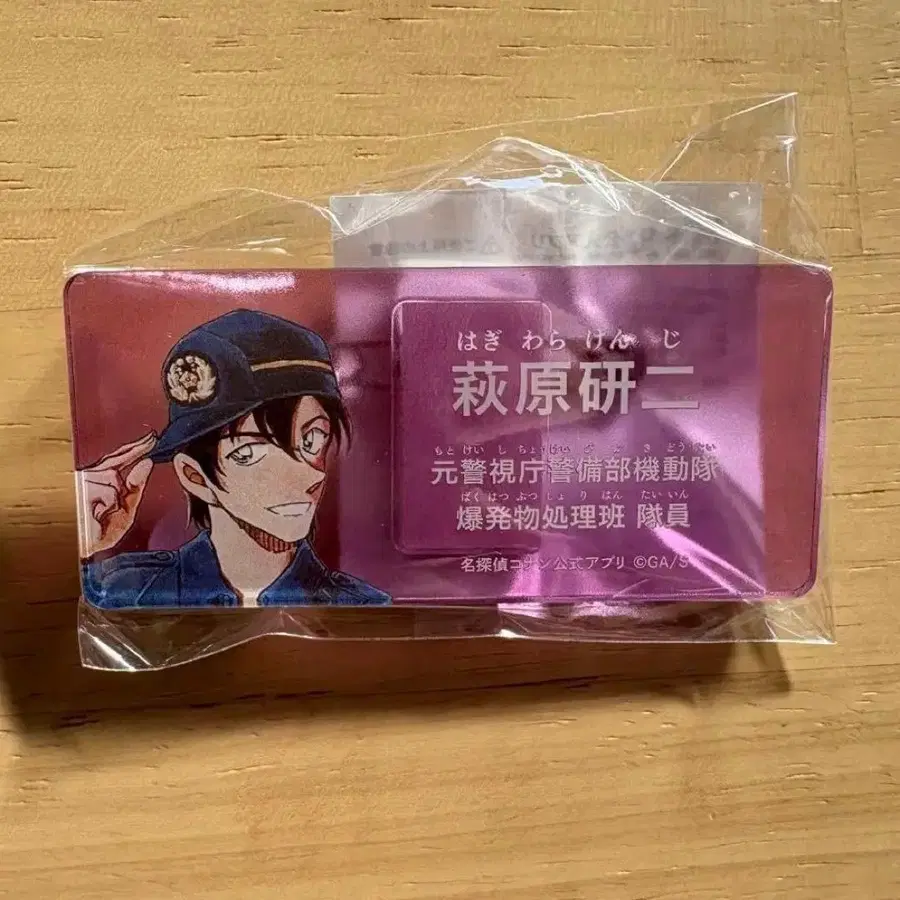 はぎ わら けん じ
萩原研二
もと けい し ちょう けい び ぶ き どう たい
元警視庁警備部機動隊
ばく はつ ぶつ しょ り はん たい いん
爆発物処理班 隊員
名探偵コナン公式アプリ ©GA/S